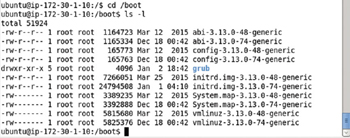 ubuntu@ip-172-30-1-10:/$ cd /boot
ubuntu@ip-172-30-1-10:/boot$ ls -l
total 51924
-rw-r--r-- 1 root root 1164723 Mar 12 2015 abi-3.13.0-48-generic
-rw-r--r-- 1 root root 1165334 Dec 18 00:42 abi-3.13.0-74-generic
-rw-r--r-- 1 root root 165773 Mar 12 2015 config-3.13.0-48-generic
-rw-r--r-- 1 root root 165763 Dec 18 00:42 config-3.13.0-74-generic
drwxr-xr-x 5 root root 4096 Jan 2 18:42 grub
-rw-r--r-- 1 root root 7266051 Mar 25 2015 initrd.img-3.13.0-48-generic
-rw-r--r-- 1 root root 24794508 Jan 1 04:10 initrd.img-3.13.0-74-generic
-rw------- 1 root root 3389235 Mar 12 2015 System.map-3.13.0-48-generic
-rw------- 1 root root 3392888 Dec 18 00:42 System.map-3.13.0-74-generic
-rw------- 1 root root 5815680 Mar 12 2015 vmlinuz-3.13.0-48-generic
-rw------- 1 root root 5825376 Dec 18 00:42 vmlinuz-3.13.0-74-generic
ubuntu@ip-172-30-1-10:/boot$